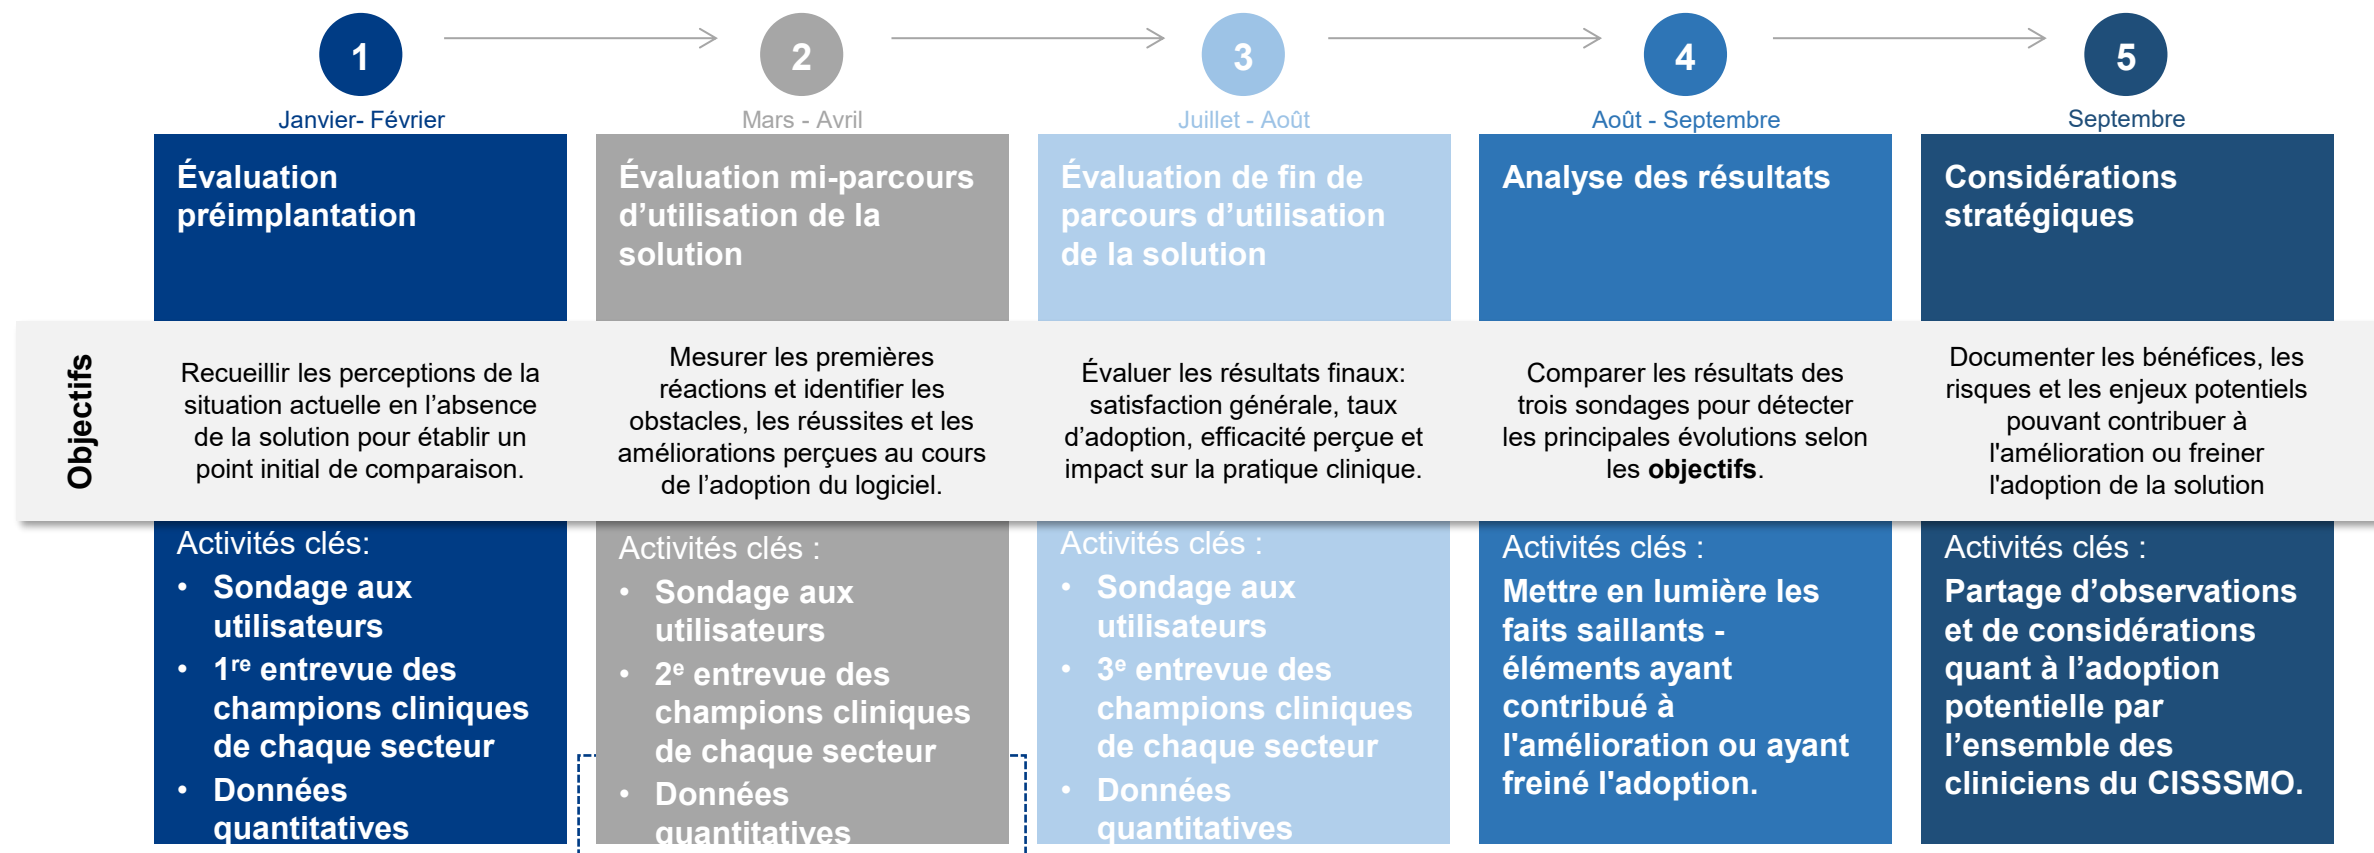 1
2
3
4
5
Janvier- Février
Mars - Avril
Juillet - Août
Août - Septembre
Septembre
Évaluation
préimplantation
Évaluation mi-parcours
d’utilisation de la
solution
Évaluation de fin de
parcours d’utilisation
de la solution
Analyse des résultats
Considérations
stratégiques
Objectifs
Recueillir les perceptions de la
situation actuelle en l’absence
de la solution pour établir un
point initial de comparaison.
Mesurer les premières
réactions et identifier les
obstacles, les réussites et les
améliorations perçues au cours
de l’adoption du logiciel.
Évaluer les résultats finaux:
satisfaction générale, taux
d’adoption, efficacité perçue et
impact sur la pratique clinique.
Comparer les résultats des
trois sondages pour détecter
les principales évolutions selon
les objectifs.
Documenter les bénéfices, les
risques et les enjeux potentiels
pouvant contribuer à
l'amélioration ou freiner
l'adoption de la solution
Activités clés:
• Sondage aux
utilisateurs
• 1re entrevue des
champions cliniques
de chaque secteur
• Données
quantitatives
Activités clés :
• Sondage aux
utilisateurs
• 2e entrevue des
champions cliniques
de chaque secteur
• Données
quantitatives
Activités clés :
• Sondage aux
utilisateurs
• 3e entrevue des
champions cliniques
de chaque secteur
• Données
quantitatives
Activités clés :
Mettre en lumière les
faits saillants -
éléments ayant
contribué à
l'amélioration ou ayant
freiné l'adoption.
Activités clés :
Partage d’observations
et de considérations
quant à l’adoption
potentielle par
l’ensemble des
cliniciens du CISSSMO.